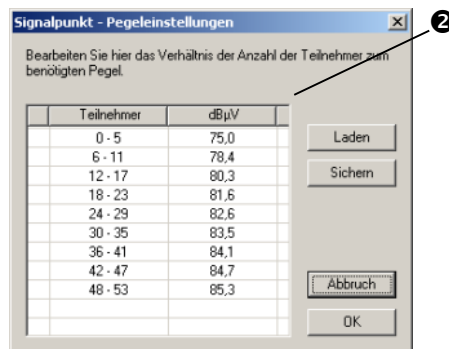 Signalpunkt - Pegeleinstellungen
❷
Bearbeiten Sie hier das Verhältnis der Anzahl der Teilnehmer zum
benötigten Pegel.
Teilnehmer dBµV
0 - 5 75,0
6 - 11 78,4
12 - 17 80,3
18 - 23 81,6
24 - 29 82,6
30 - 35 83,5
36 - 41 84,1
42 - 47 84,7
48 - 53 85,3
Laden
Sichern
Abbruch
OK